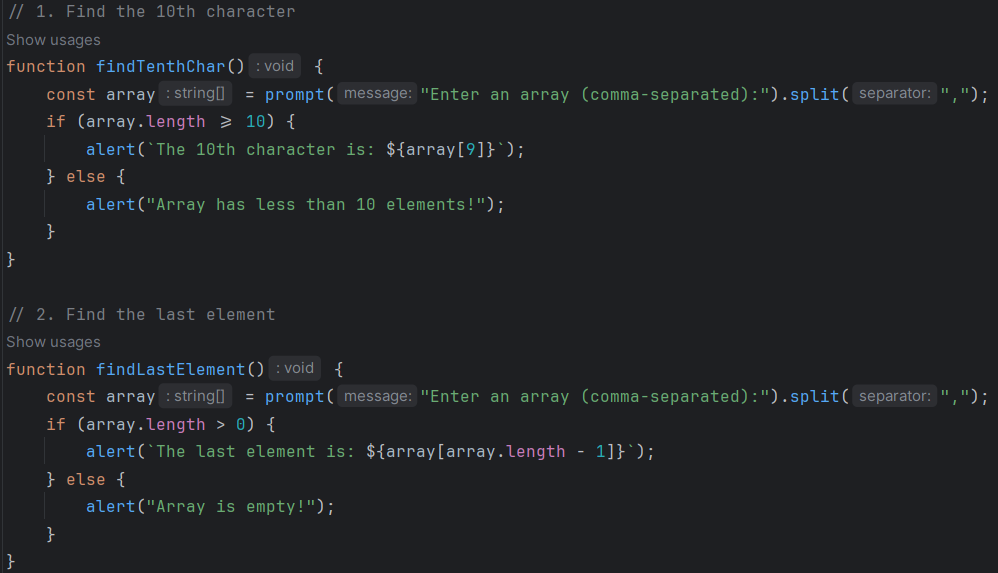 // 1. Find the 10th character
Show usages
function findTenthChar() : void {
    const array : string[] = prompt( message: "Enter an array (comma-separated):").split( separator: ",");
    if (array.length ≥ 10) {
        alert(`The 10th character is: ${array[9]}`);
    } else {
        alert("Array has less than 10 elements!");
    }
}
// 2. Find the last element
Show usages
function findLastElement() : void {
    const array : string[] = prompt( message: "Enter an array (comma-separated):").split( separator: ",");
    if (array.length > 0) {
        alert(`The last element is: ${array[array.length - 1]}`);
    } else {
        alert("Array is empty!");
    }
}